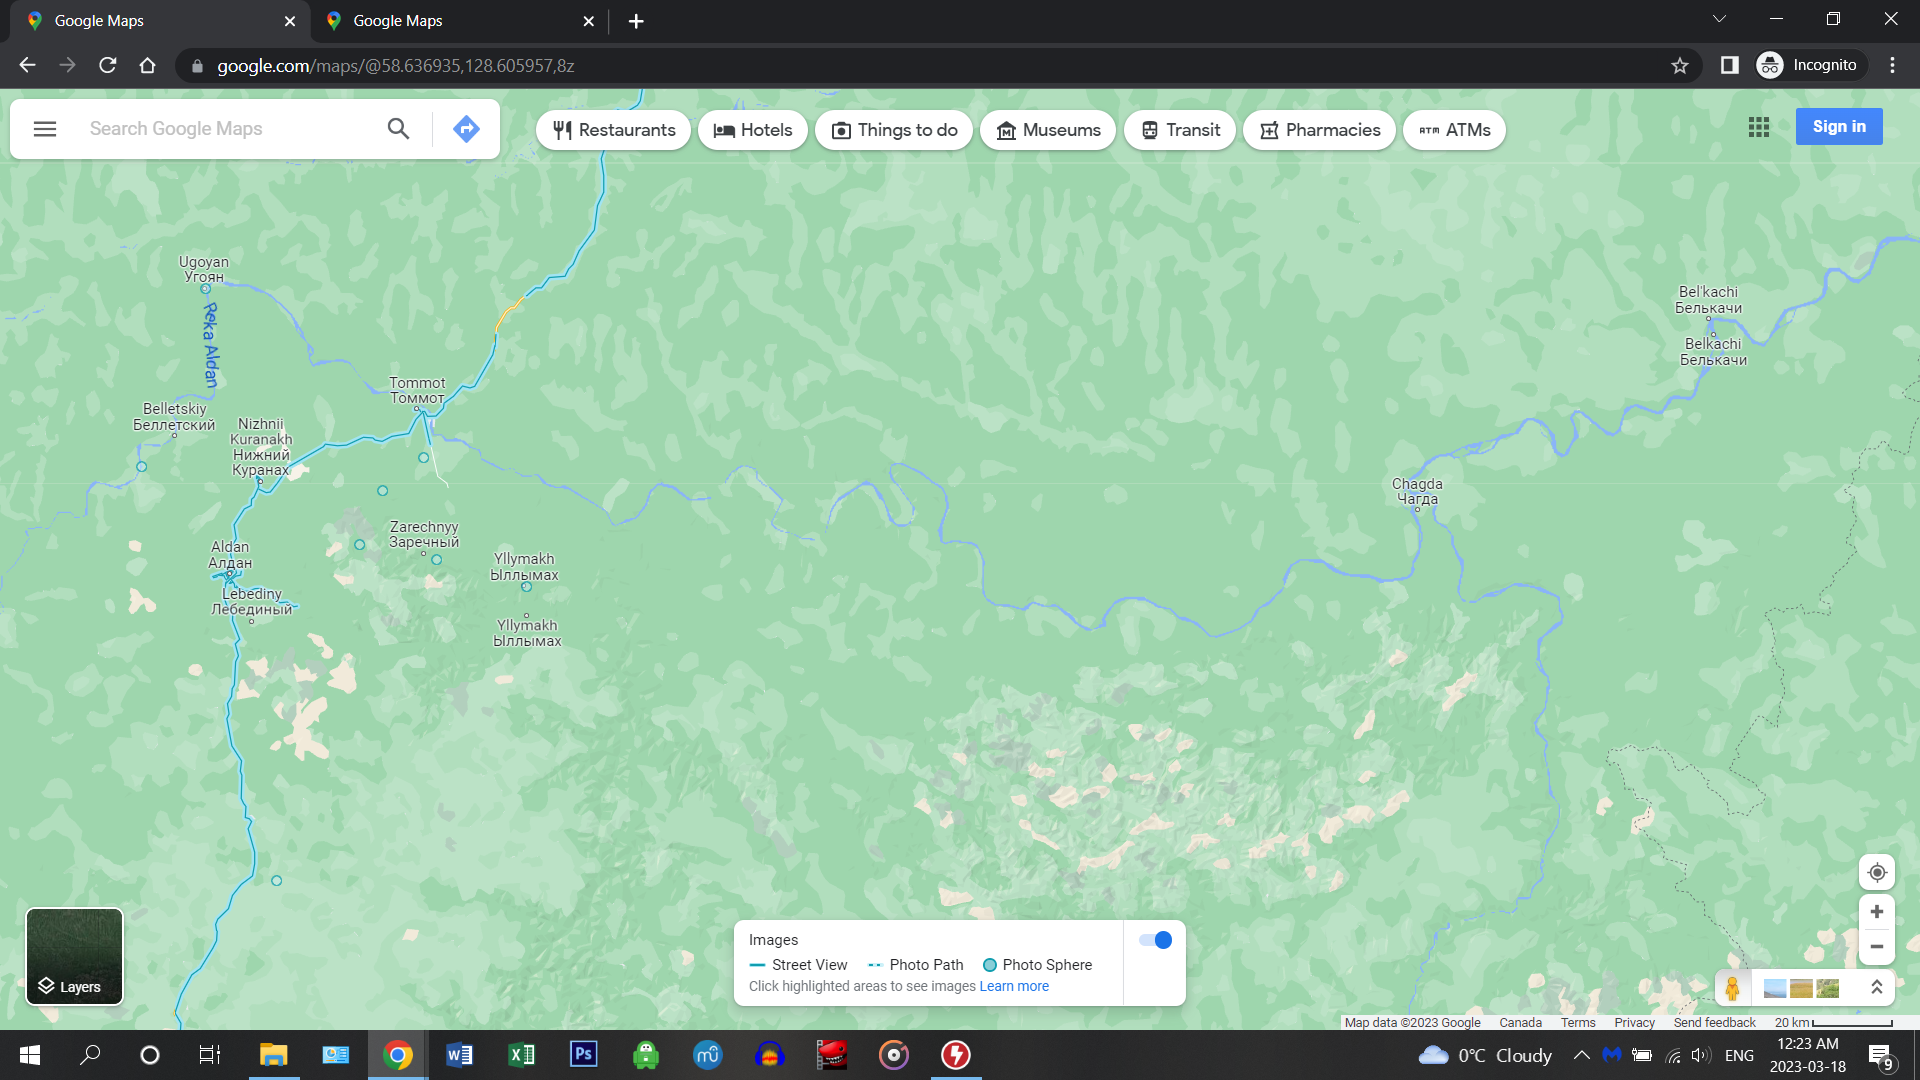 Google Maps
Google Maps
google.com/maps/@58.636935,128.605957,8z
Incognito
Search Google Maps
Restaurants
Hotels
Things to do
Museums
Transit
Pharmacies
ATM ATMs
Sign in
Ugoyan
Угоян
Reka Aldan
Bel'kachi
Белькачи
Belkachi
Белькачи
Tommot
Томмот
Belletskiy
Беллетский
Nizhnii
Kuranakh
Нижний
Куранах
Chagda
Чагда
Zarechnyy
Заречный
Aldan
Алдан
Yllymakh
Ыллымах
Lebediny
Лебединый
Yllymakh
Ыллымах
Layers
Images
Street View
Photo Path
Photo Sphere
Click highlighted areas to see images Learn more
Map data ©2023 Google
Canada
Terms
Privacy
Send feedback
20 km
W
X
Ps
mu
0°C Cloudy
ENG
12:23 AM
2023-03-18
9